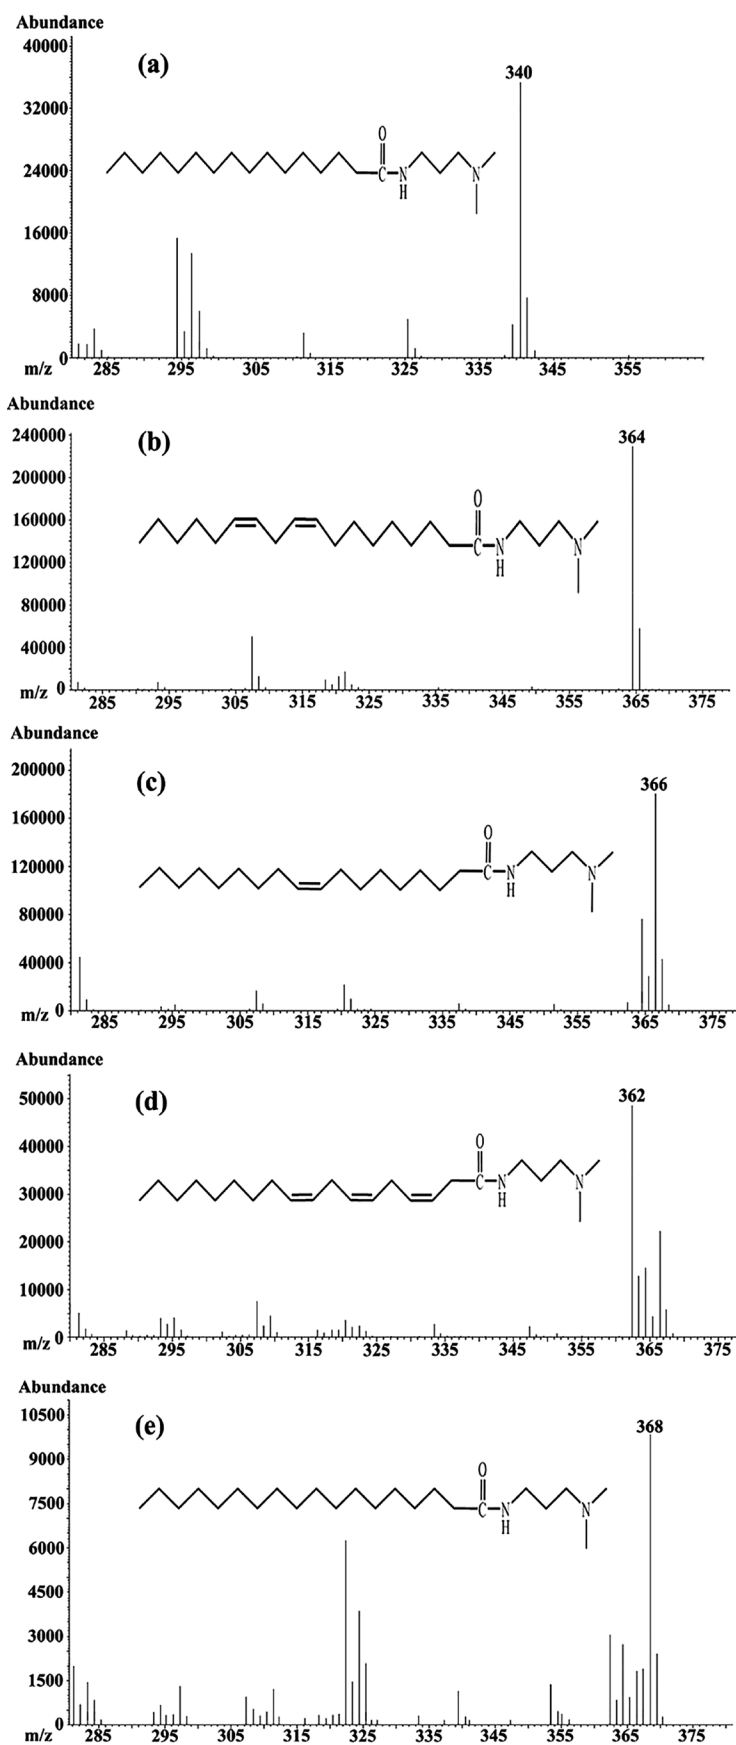 Abundance
40000
(a)
340
32000
O
24000
C N N
H
16000
8000
0
m/z 285 295 305 315 325 335 345 355
Abundance
240000
(b)
364
200000
O
160000
C N N
H
120000
80000
40000
0
m/z 285 295 305 315 325 335 345 355 365 375
Abundance
200000
(c)
366
160000
O
120000
C N N
H
80000
40000
0
m/z 285 295 305 315 325 335 345 355 365 375
Abundance
50000
(d)
362
40000
O
C N N
H
30000
20000
10000
0
m/z 285 295 305 315 325 335 345 355 365 375
Abundance
10500
(e)
368
9000
O
7500
C N N
H
6000
4500
3000
1500
0
m/z 285 295 305 315 325 335 345 355 365 375